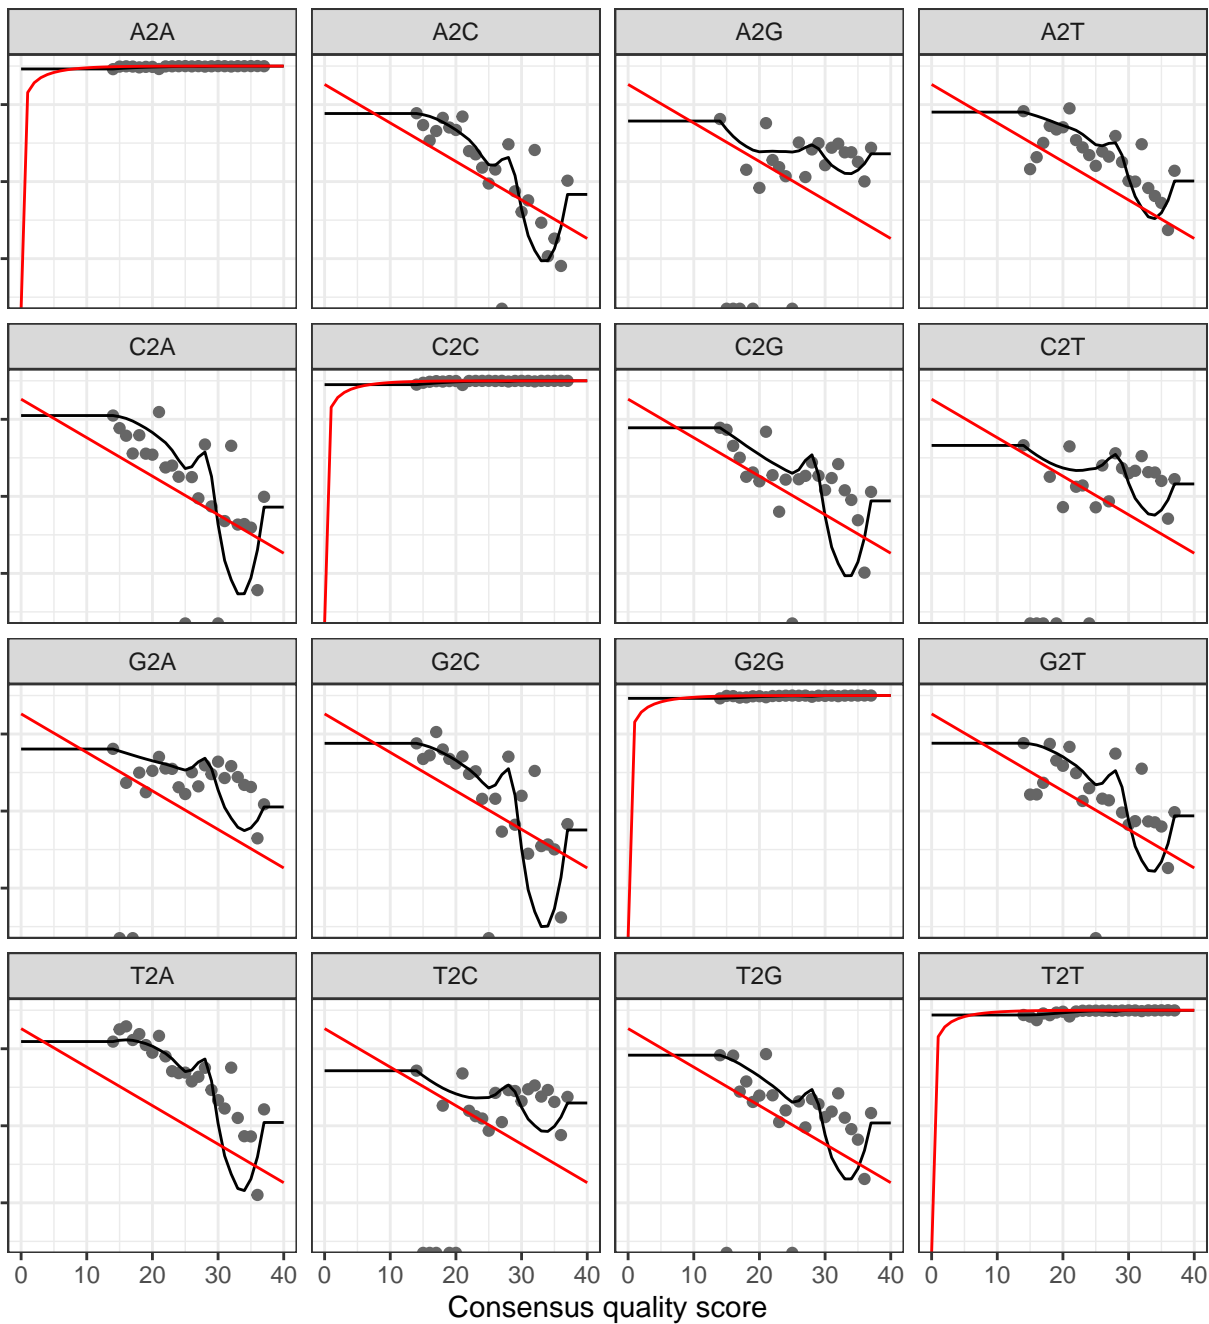 A2A A2C A2G A2T
C2A C2C C2G C2T
G2A G2C G2G G2T
T2A T2C T2G T2T
0 10 20 30 40 0 10 20 30 40 0 10 20 30 40 0 10 20 30 40
Consensus quality score